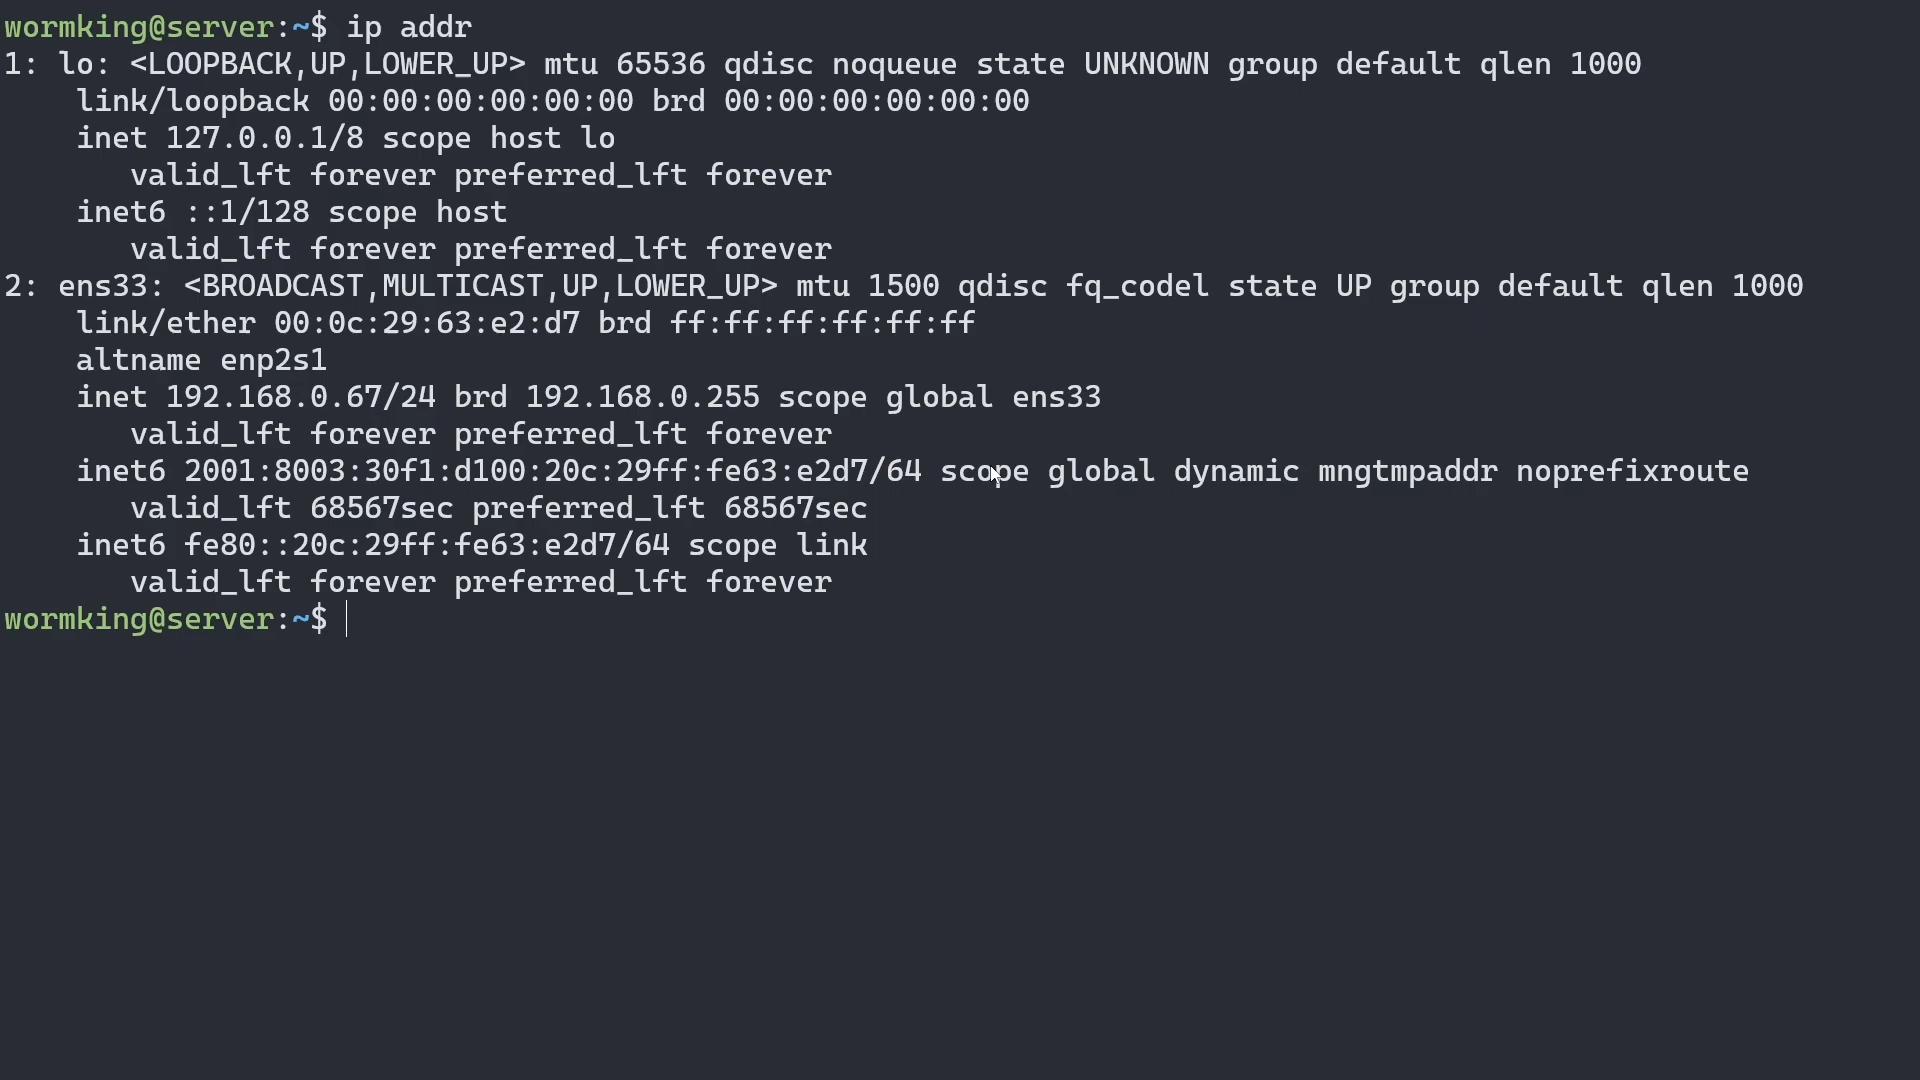 wormking@server:~$ ip addr
1: lo: <LOOPBACK,UP,LOWER_UP> mtu 65536 qdisc noqueue state UNKNOWN group default qlen 1000
    link/loopback 00:00:00:00:00:00 brd 00:00:00:00:00:00
    inet 127.0.0.1/8 scope host lo
       valid_lft forever preferred_lft forever
    inet6 ::1/128 scope host
       valid_lft forever preferred_lft forever
2: ens33: <BROADCAST,MULTICAST,UP,LOWER_UP> mtu 1500 qdisc fq_codel state UP group default qlen 1000
    link/ether 00:0c:29:63:e2:d7 brd ff:ff:ff:ff:ff:ff
    altname enp2s1
    inet 192.168.0.67/24 brd 192.168.0.255 scope global ens33
       valid_lft forever preferred_lft forever
    inet6 2001:8003:30f1:d100:20c:29ff:fe63:e2d7/64 scope global dynamic mngtmpaddr noprefixroute
       valid_lft 68567sec preferred_lft 68567sec
    inet6 fe80::20c:29ff:fe63:e2d7/64 scope link
       valid_lft forever preferred_lft forever
wormking@server:~$